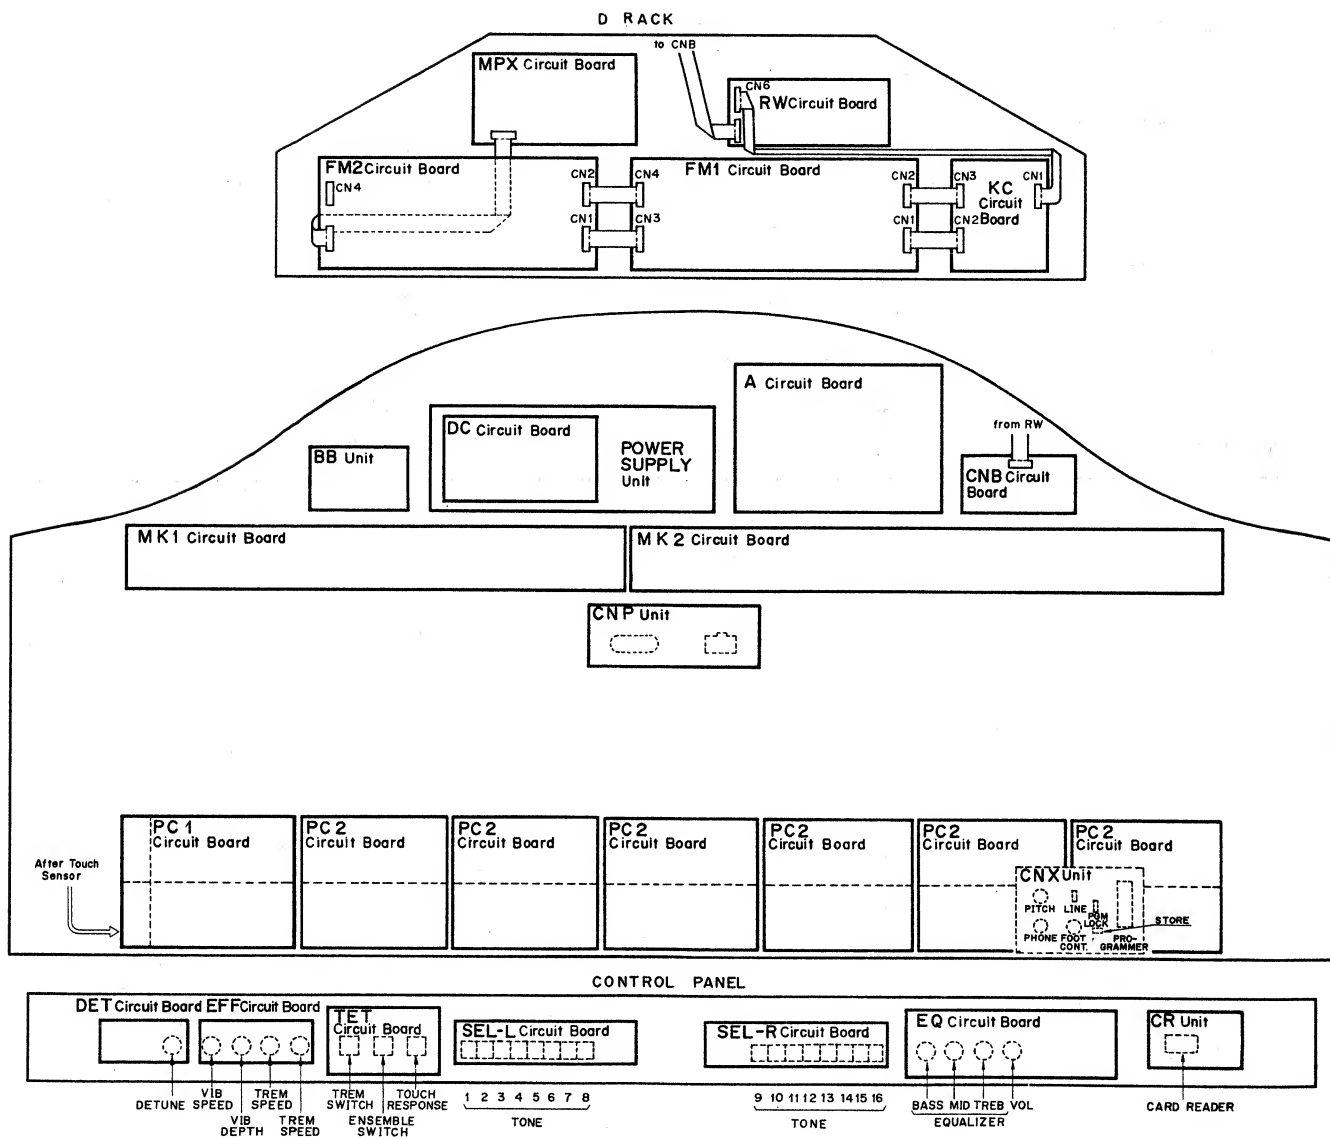 D RACK
to CNB
MPX Circuit Board
CN6
RW Circuit Board
FM2 Circuit Board
CN4
CN2
CN4
FM1 Circuit Board
CN2
CN3
KC
Circuit
Board
CN1
CN1
CN3
CN1
CN2
A Circuit Board
DC Circuit Board
POWER
SUPPLY
Unit
BB Unit
from RW
CNB Circuit
Board
MK1 Circuit Board
MK2 Circuit Board
CNP Unit
PC1
Circuit Board
PC2
Circuit Board
PC2
Circuit Board
PC2
Circuit Board
PC2
Circuit Board
PC2
Circuit Board
PC2
Circuit Board
After Touch
Sensor
CNX Unit
PITCH
LINE
PGM
LOCK
STORE
PHONE
FOOT
CONT.
PRO-
GRAMMER
CONTROL PANEL
DET Circuit Board
EFF Circuit Board
TET
Circuit Board
SEL-L Circuit Board
SEL-R Circuit Board
EQ Circuit Board
CR Unit
DETUNE
VIB
SPEED
VIB
DEPTH
TREM
SPEED
TREM
SPEED
TREM
SWITCH
ENSEMBLE
SWITCH
TOUCH
RESPONSE
1 2 3 4 5 6 7 8
TONE
9 10 11 12 13 14 15 16
TONE
BASS MID TREB VOL
EQUALIZER
CARD READER